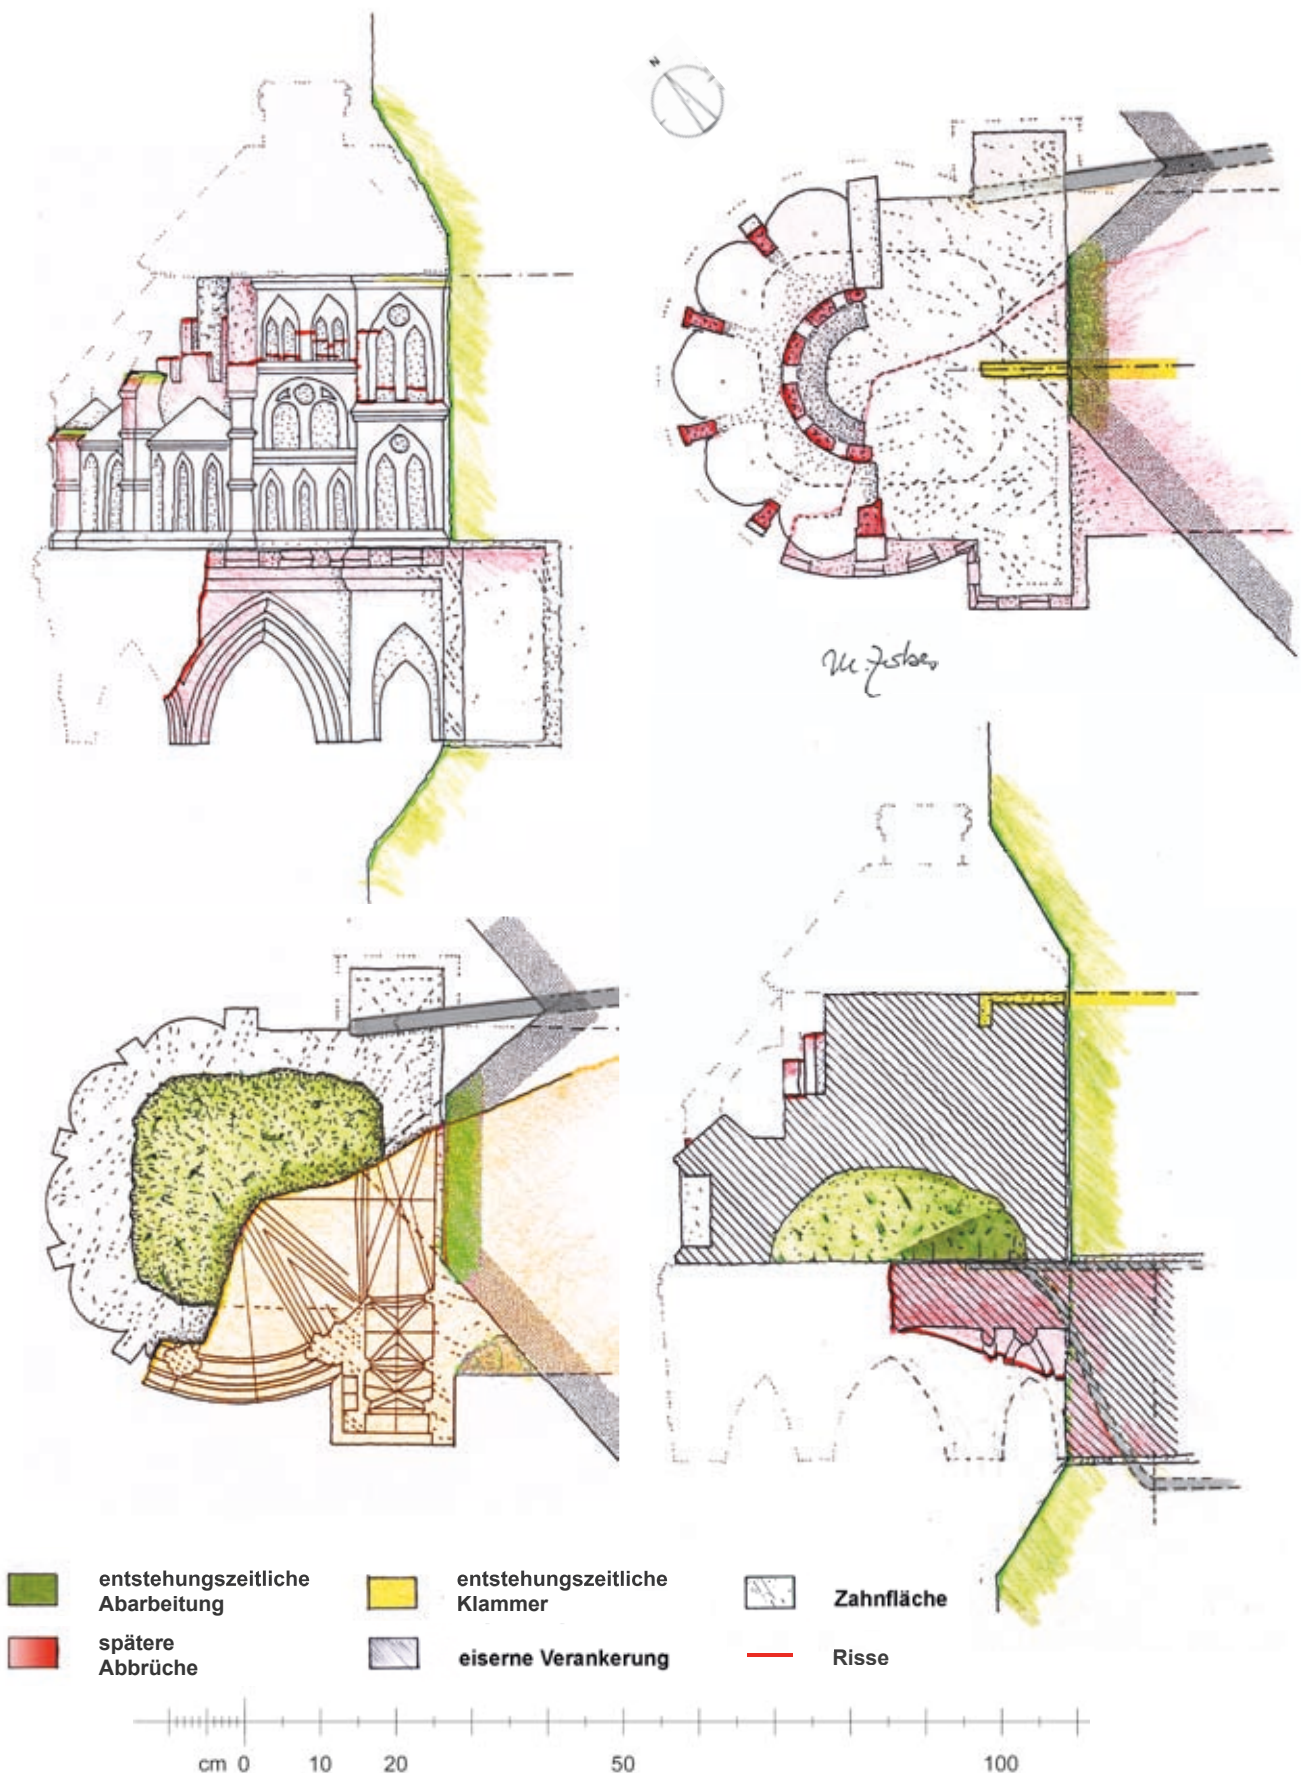 N
entstehungszeitliche
Abarbeitung
entstehungszeitliche
Klammer
Zahnfläche
spätere
Abbrüche
eiserne Verankerung
Risse
cm 0 10 20 50 100